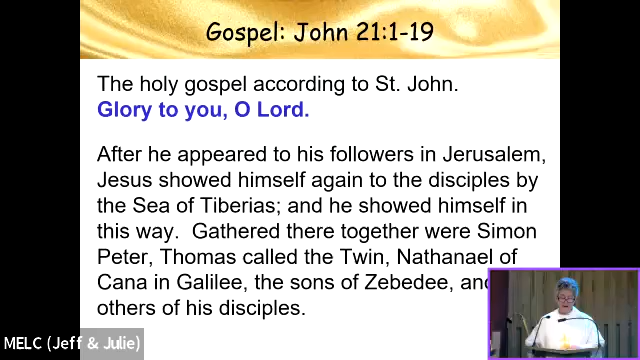 Gospel: John 21:1-19
The holy gospel according to St. John.
Glory to you, O Lord.
After he appeared to his followers in Jerusalem,
Jesus showed himself again to the disciples by
the Sea of Tiberias; and he showed himself in
this way. Gathered there together were Simon
Peter, Thomas called the Twin, Nathanael of
Cana in Galilee, the sons of Zebedee, and
others of his disciples.
MELC (Jeff & Julie)